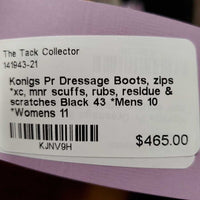 The Tack Collector
141943-21
Konigs Pr Dressage Boots, zips
*xc, mnr scuffs, rubs, residue &
scratches Black 43 *Mens 10
*Womens 11
$465.00
KJNV9H